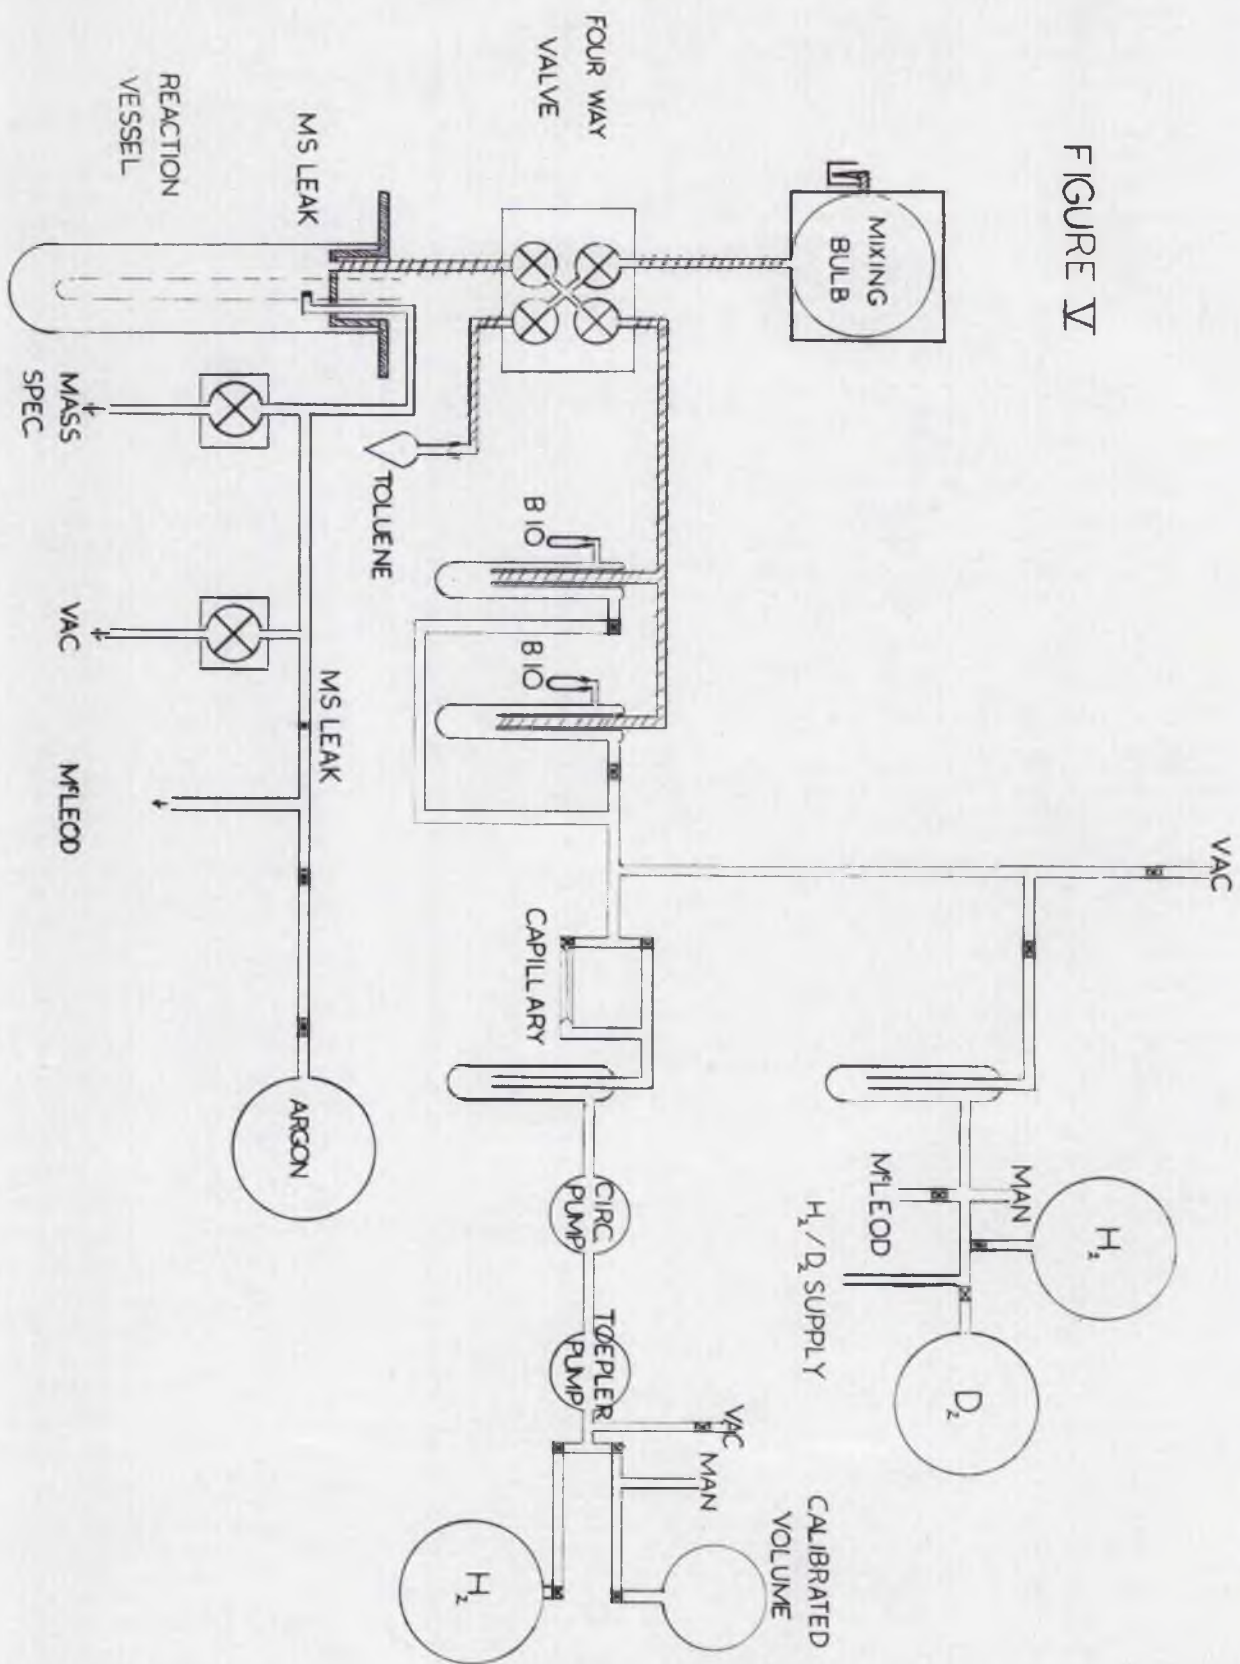 FIGURE V
MIXING
BULB
FOUR WAY
VALVE
MS LEAK
REACTION
VESSEL
MASS
SPEC.
TOLUENE
B 10
B 10
VAC
MS LEAK
McLEOD
ARGON
CAPILLARY
VAC
CIRC.
PUMP
TOEPLER
PUMP
VAC
MAN
CALIBRATED
VOLUME
H₂
McLEOD
MAN
H₂
H₂/D₂ SUPPLY
D₂